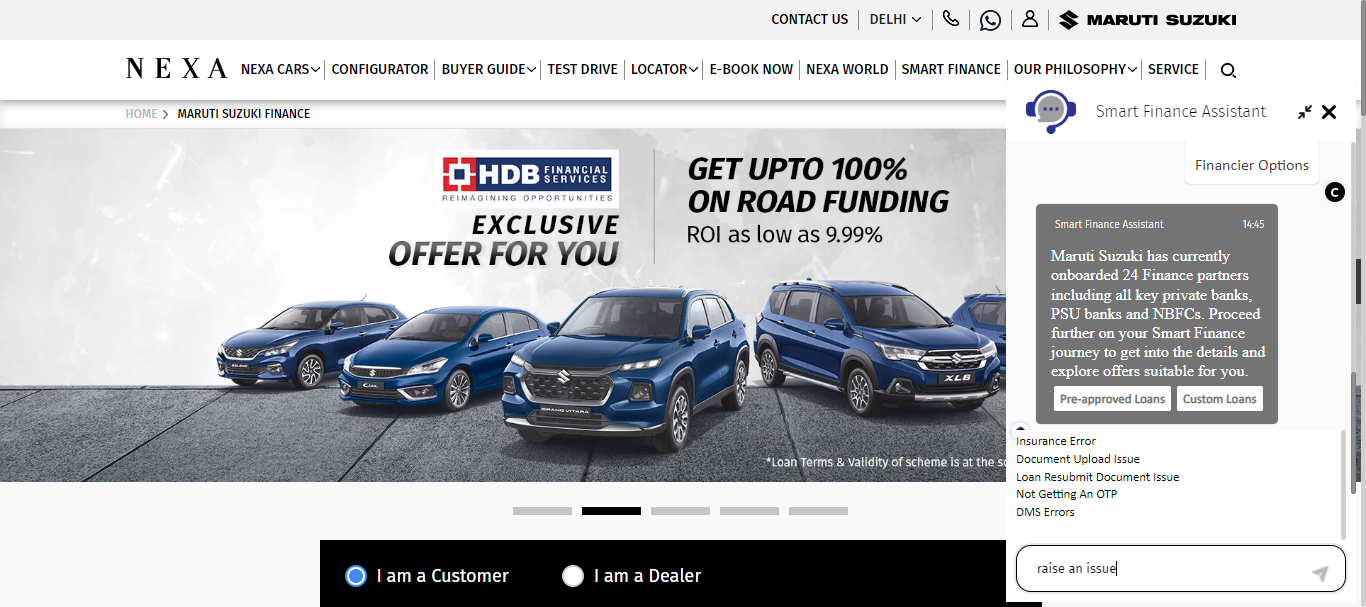 CONTACT US
DELHI
MARUTI SUZUKI
NEXA
NEXA CARS
CONFIGURATOR
BUYER GUIDE
TEST DRIVE
LOCATOR
E-BOOK NOW
NEXA WORLD
SMART FINANCE
OUR PHILOSOPHY
SERVICE
HOME
MARUTI SUZUKI FINANCE
HDB FINANCIAL SERVICES
REIMAGINING OPPORTUNITIES
EXCLUSIVE
OFFER FOR YOU
GET UPTO 100%
ON ROAD FUNDING
ROI as low as 9.99%
BALENO
CIAZ
GRAND VITARA
XL6
*Loan Terms & Validity of scheme is at the so
I am a Customer
I am a Dealer
Smart Finance Assistant
Financier Options
C
Smart Finance Assistant
14:45
Maruti Suzuki has currently
onboarded 24 Finance partners
including all key private banks,
PSU banks and NBFCs. Proceed
further on your Smart Finance
journey to get into the details and
explore offers suitable for you.
Pre-approved Loans
Custom Loans
Insurance Error
Document Upload Issue
Loan Resubmit Document Issue
Not Getting An OTP
DMS Errors
raise an issue